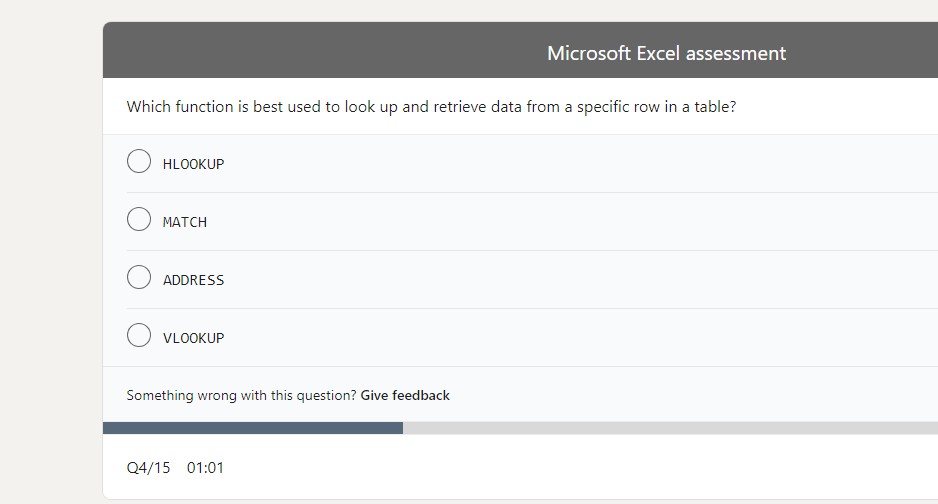 Microsoft Excel assessment
Which function is best used to look up and retrieve data from a specific row in a table?
HLOOKUP
MATCH
ADDRESS
VLOOKUP
Something wrong with this question? Give feedback
Q4/15 01:01